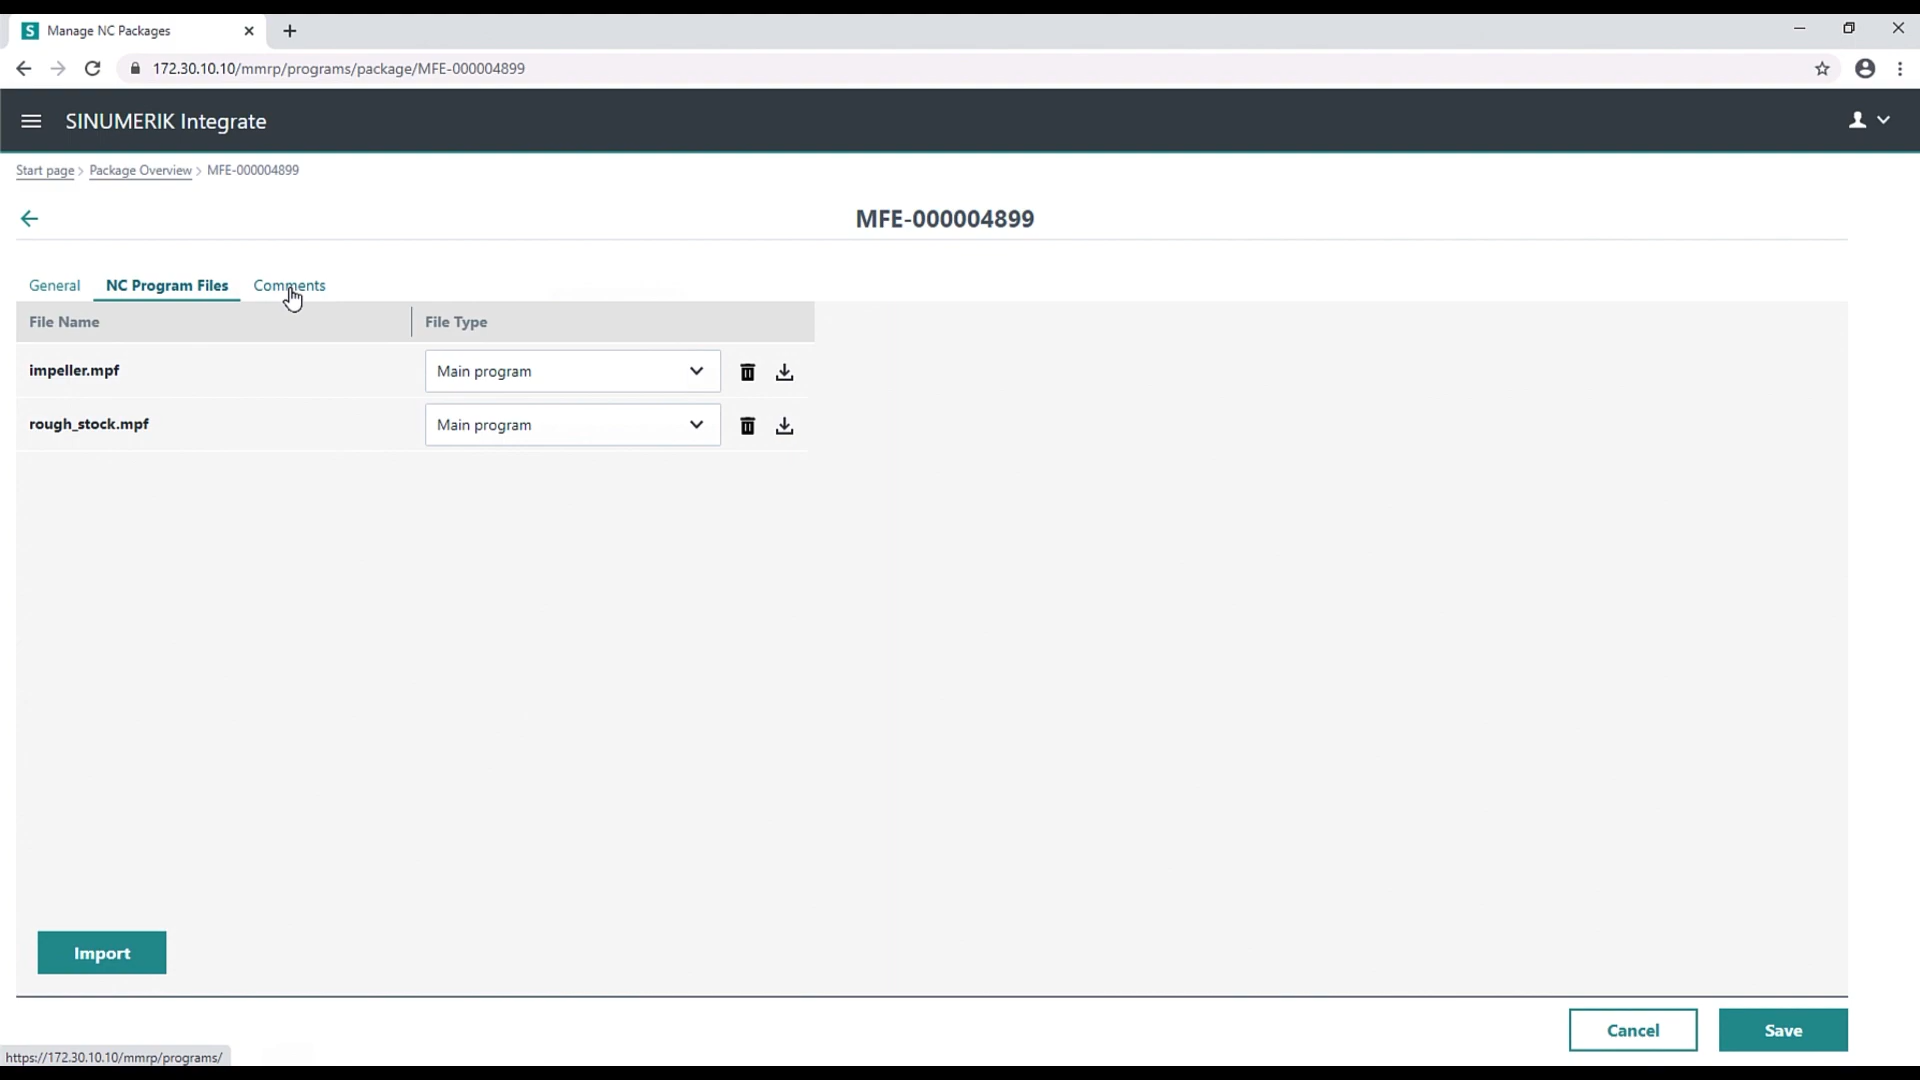 S Manage NC Packages
172.30.10.10/mmrp/programs/package/MFE-000004899
SINUMERIK Integrate
Start page > Package Overview > MFE-000004899
MFE-000004899
General NC Program Files Comments
File Name File Type
impeller.mpf Main program
rough_stock.mpf Main program
Import
Cancel Save
https://172.30.10.10/mmrp/programs/